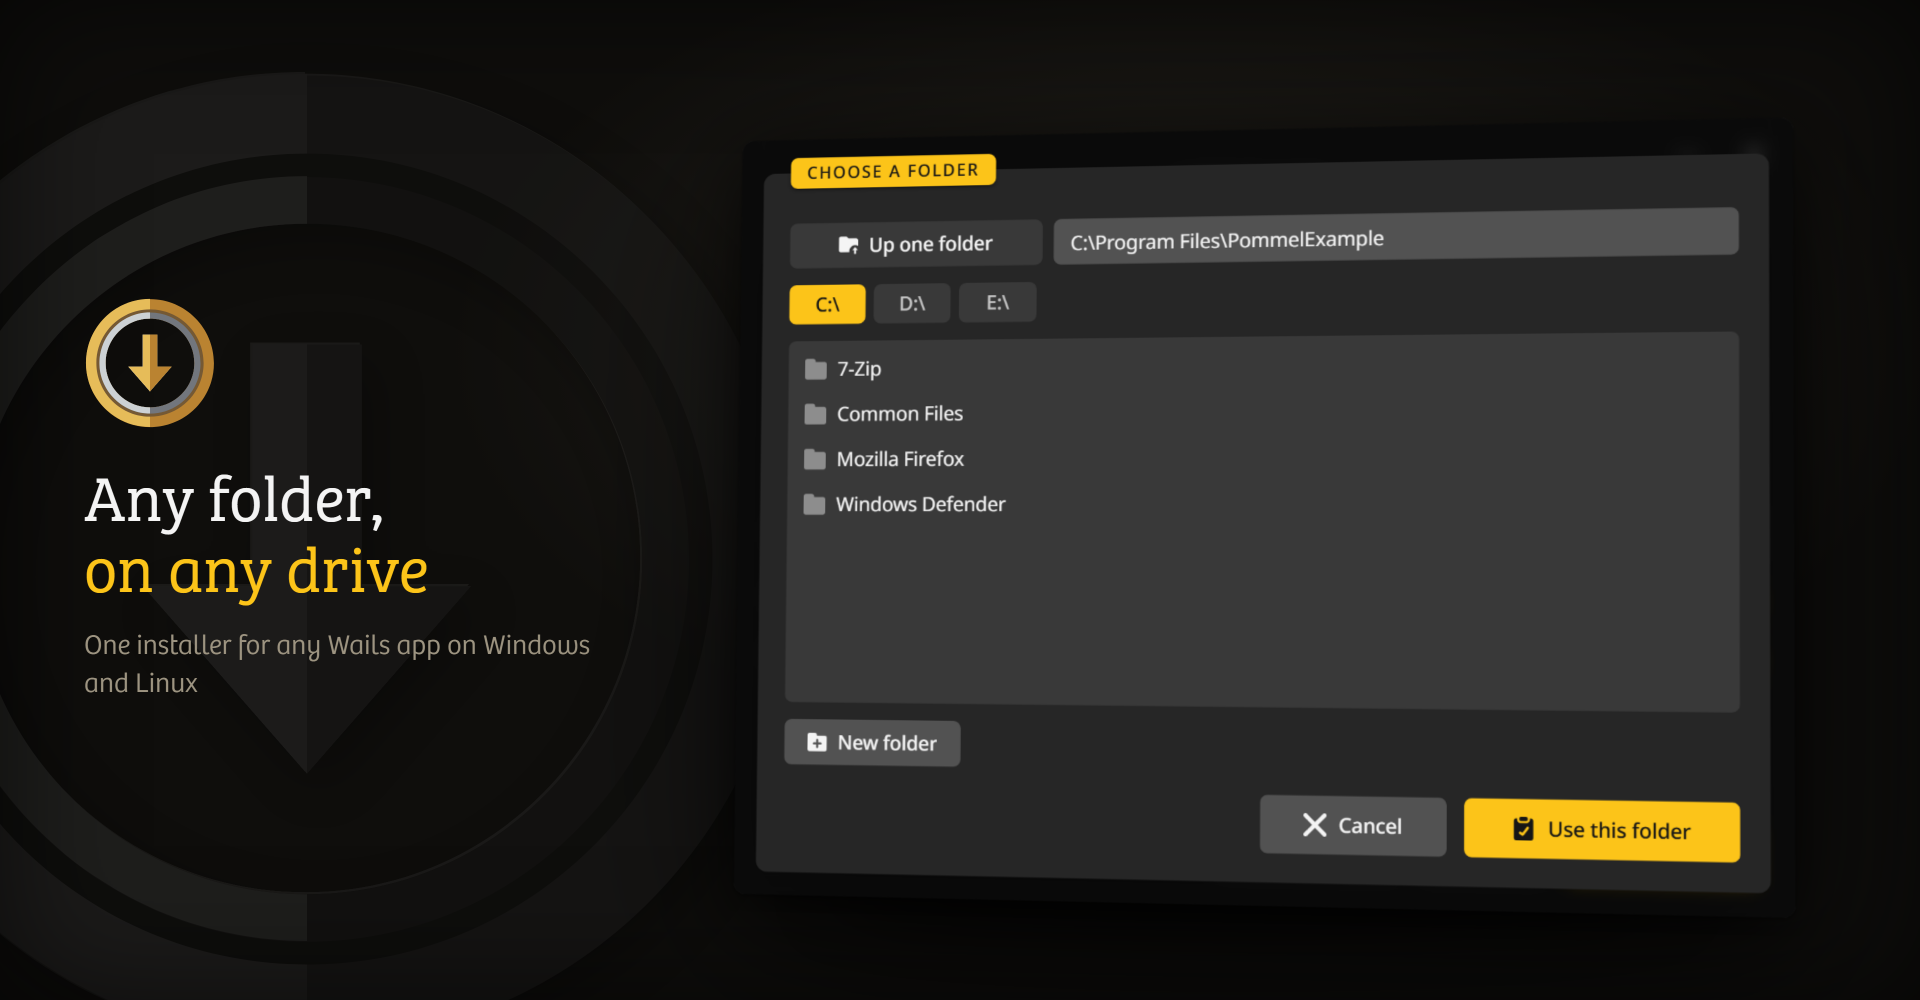 Any folder,
on any drive
One installer for any Wails app on Windows
and Linux
CHOOSE A FOLDER
Up one folder
C:\Program Files\PommelExample
C:\
D:\
E:\
7-Zip
Common Files
Mozilla Firefox
Windows Defender
New folder
Cancel
Use this folder